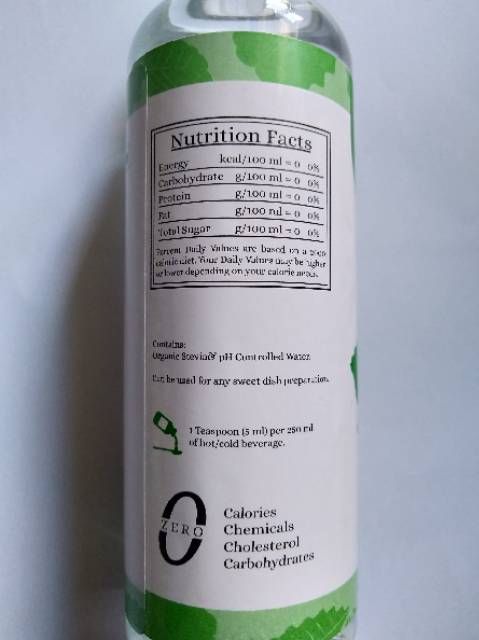 Nutrition Facts
Energy kcal/100 ml = 0 0%
Carbohydrate g/100 ml = 0 0%
Protein g/100 ml = 0 0%
Fat g/100 ml = 0 0%
Total Sugar g/100 ml = 0 0%
Percent Daily Values are based on a 2000
calorie diet. Your Daily Values may be higher
or lower depending on your calorie needs.
Contains:
Organic Stevia & pH Controlled Water.
Can be used for any sweet dish preparation.
1 Teaspoon (5 ml) per 250 ml
of hot/cold beverage.
0
ZERO
Calories
Chemicals
Cholesterol
Carbohydrates